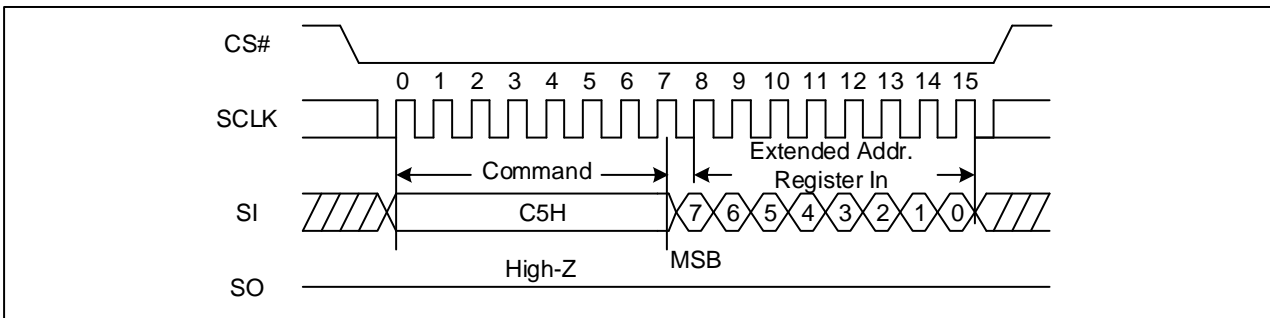 CS#
0 1 2 3 4 5 6 7 8 9 10 11 12 13 14 15
SCLK
Command
Extended Addr.
Register In
SI
C5H
7 6 5 4 3 2 1 0
High-Z
MSB
SO